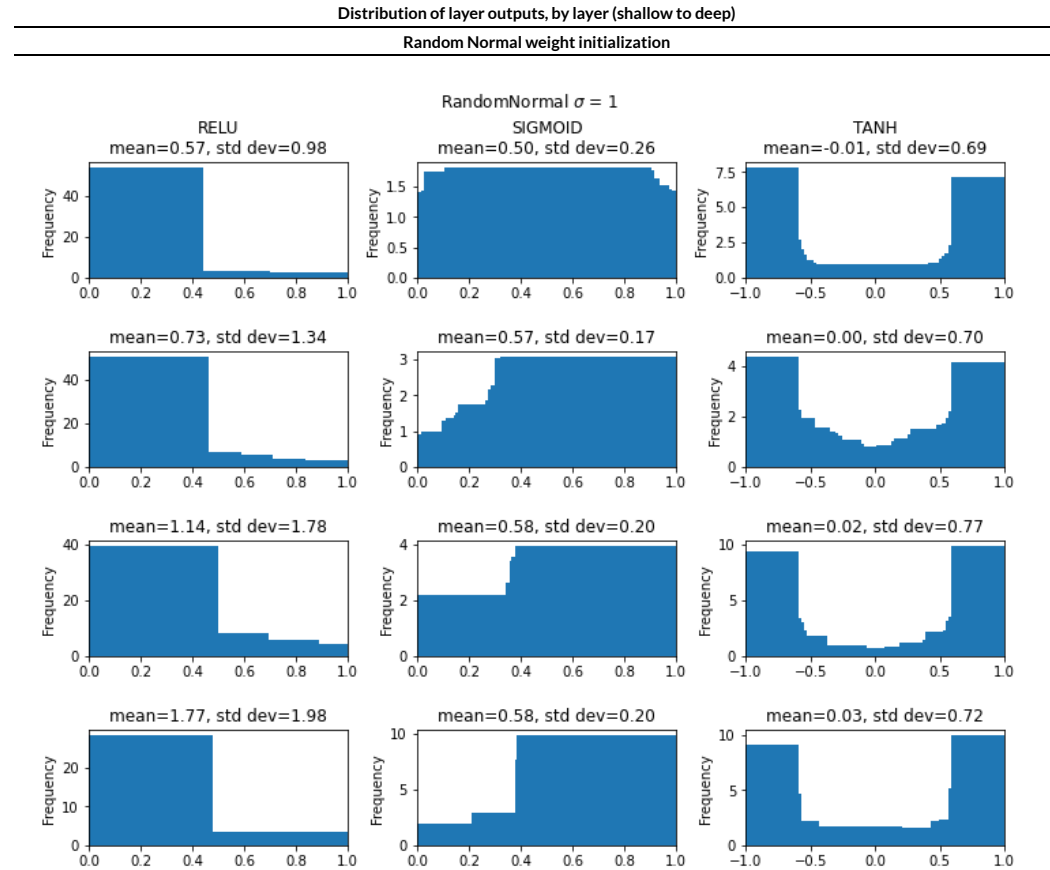 Distribution of layer outputs, by layer (shallow to deep)
Random Normal weight initialization
RandomNormal σ = 1
RELU
mean=0.57, std dev=0.98
SIGMOID
mean=0.50, std dev=0.26
TANH
mean=-0.01, std dev=0.69
Frequency
40
20
0
0.0 0.2 0.4 0.6 0.8 1.0
Frequency
1.5
1.0
0.5
0.0
0.0 0.2 0.4 0.6 0.8 1.0
Frequency
7.5
5.0
2.5
0.0
−1.0 −0.5 0.0 0.5 1.0
mean=0.73, std dev=1.34
Frequency
40
20
0
0.0 0.2 0.4 0.6 0.8 1.0
mean=0.57, std dev=0.17
Frequency
3
2
1
0
0.0 0.2 0.4 0.6 0.8 1.0
mean=0.00, std dev=0.70
Frequency
4
2
0
−1.0 −0.5 0.0 0.5 1.0
mean=1.14, std dev=1.78
Frequency
40
20
0
0.0 0.2 0.4 0.6 0.8 1.0
mean=0.58, std dev=0.20
Frequency
4
2
0
0.0 0.2 0.4 0.6 0.8 1.0
mean=0.02, std dev=0.77
Frequency
10
5
0
−1.0 −0.5 0.0 0.5 1.0
mean=1.77, std dev=1.98
Frequency
20
10
0
0.0 0.2 0.4 0.6 0.8 1.0
mean=0.58, std dev=0.20
Frequency
10
5
0
0.0 0.2 0.4 0.6 0.8 1.0
mean=0.03, std dev=0.72
Frequency
10
5
0
−1.0 −0.5 0.0 0.5 1.0